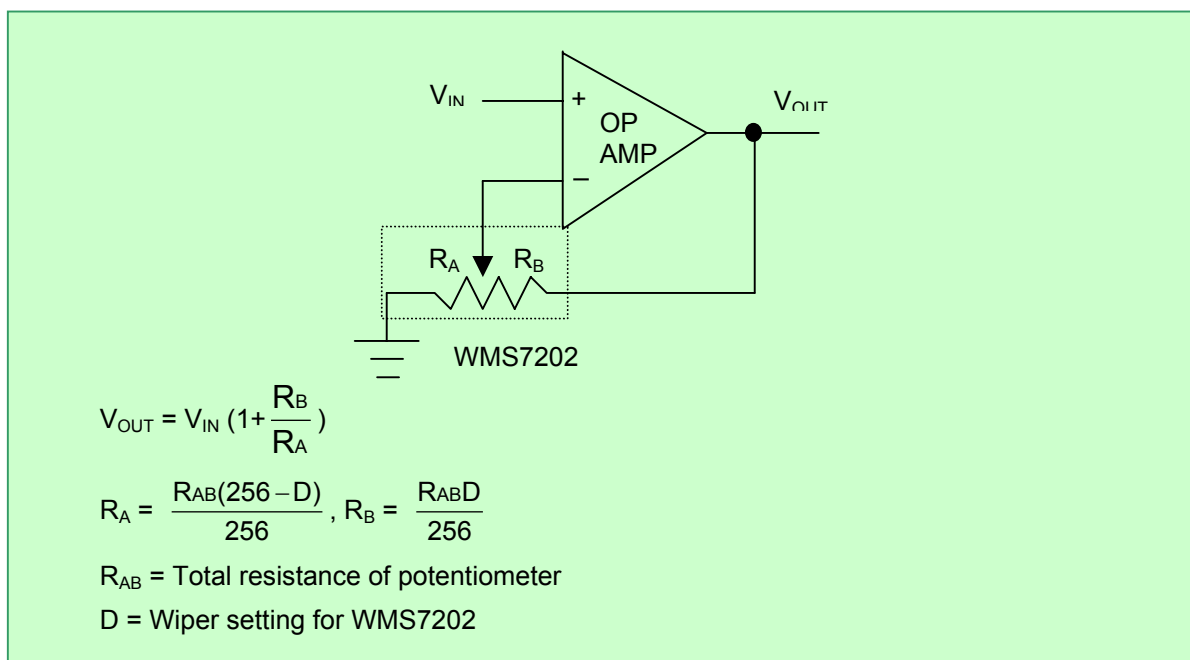 V_IN
+
V_OUT
OP
AMP
−
R_A R_B
WMS7202
V_OUT = V_IN (1+ R_B / R_A )
R_A = R_AB(256 – D) / 256 , R_B = R_ABD / 256
R_AB = Total resistance of potentiometer
D = Wiper setting for WMS7202